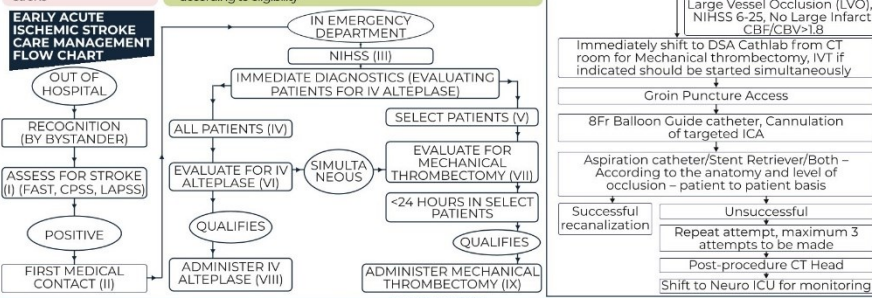 EARLY ACUTE
ISCHEMIC STROKE
CARE MANAGEMENT
FLOW CHART
OUT OF
HOSPITAL
RECOGNITION
(BY BYSTANDER)
ASSESS FOR STROKE
(I) (FAST, CPSS, LAPSS)
POSITIVE
FIRST MEDICAL
CONTACT (II)
IN EMERGENCY
DEPARTMENT
NIHSS (III)
IMMEDIATE DIAGNOSTICS (EVALUATING
PATIENTS FOR IV ALTEPLASE)
ALL PATIENTS (IV)
EVALUATE FOR IV
ALTEPLASE (VI)
QUALIFIES
ADMINISTER IV
ALTEPLASE (VIII)
SIMULTA
NEOUS
SELECT PATIENTS (V)
EVALUATE FOR
MECHANICAL
THROMBECTOMY (VII)
<24 HOURS IN SELECT
PATIENTS
QUALIFIES
ADMINISTER MECHANICAL
THROMBECTOMY (IX)
Large Vessel Occlusion (LVO),
NIHSS 6-25, No Large Infarct
CBF/CBV>1.8
Immediately shift to DSA Cathlab from CT
room for Mechanical thrombectomy, IVT if
indicated should be started simultaneously
Groin Puncture Access
8Fr Balloon Guide catheter, Cannulation
of targeted ICA
Aspiration catheter/Stent Retriever/Both –
According to the anatomy and level of
occlusion – patient to patient basis
Successful
recanalization
Unsuccessful
Repeat attempt, maximum 3
attempts to be made
Post-procedure CT Head
Shift to Neuro ICU for monitoring